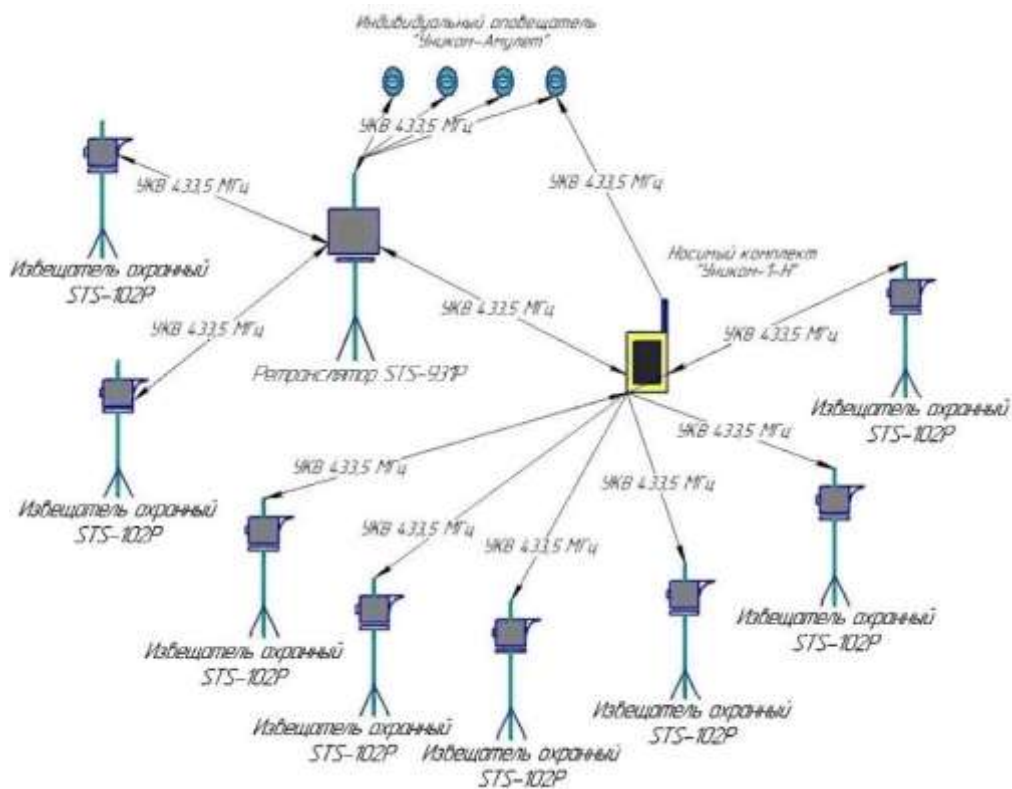 Индивидуальный оповещатель
"Уником-Амулет"
УКВ 433,5 МГц
УКВ 433,5 МГц
УКВ 433,5 МГц
Извещатель охранный
STS-102Р
Носимый комплект
"Уником-1-Н"
УКВ 433,5 МГц
УКВ 433,5 МГц
УКВ 433,5 МГц
Ретранслятор STS-931Р
Извещатель охранный
STS-102Р
УКВ 433,5 МГц
УКВ 433,5 МГц
УКВ 433,5 МГц
Извещатель охранный
STS-102Р
УКВ 433,5 МГц
УКВ 433,5 МГц
Извещатель охранный
STS-102Р
Извещатель охранный
STS-102Р
Извещатель охранный
STS-102Р
Извещатель охранный
STS-102Р
Извещатель охранный
STS-102Р